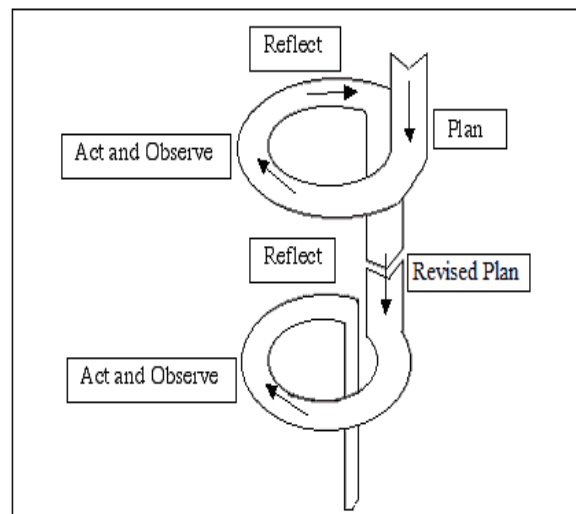 Reflect
Plan
Act and Observe
Reflect
Revised Plan
Act and Observe